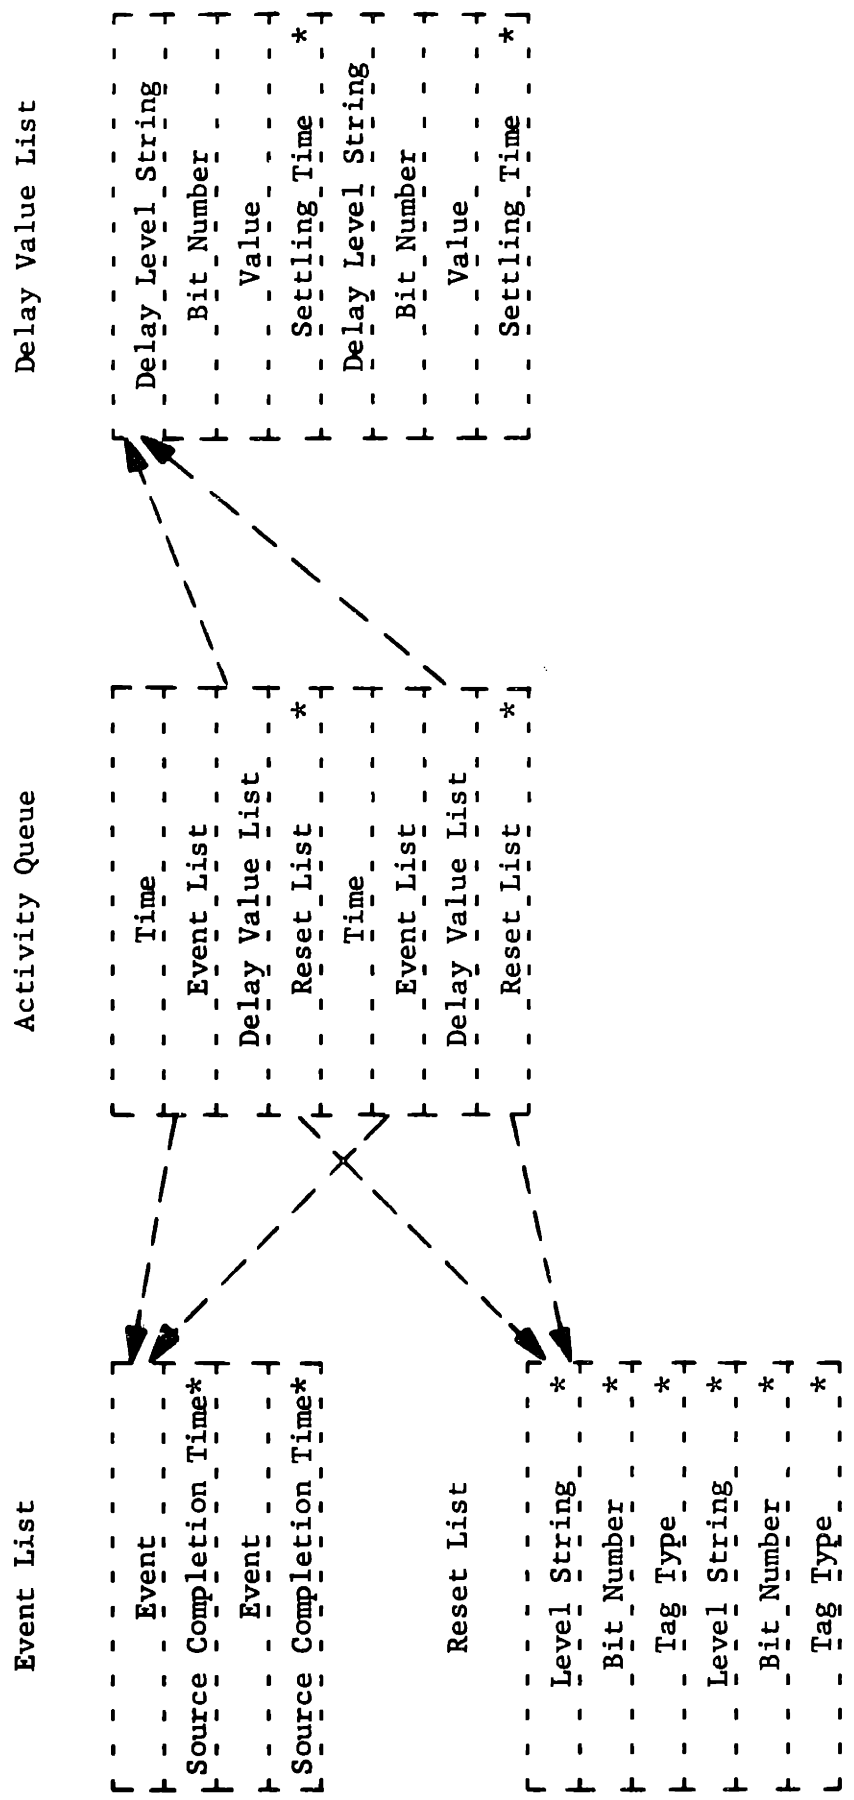 Event List
Event
Source Completion Time*
Event
Source Completion Time*
Reset List
Level String *
Bit Number *
Tag Type *
Level String *
Bit Number *
Tag Type *
Activity Queue
Time
Event List
Delay Value List
Reset List *
Time
Event List
Delay Value List
Reset List *
Delay Value List
Delay Level String
Bit Number
Value
Settling Time *
Delay Level String
Bit Number
Value
Settling Time *